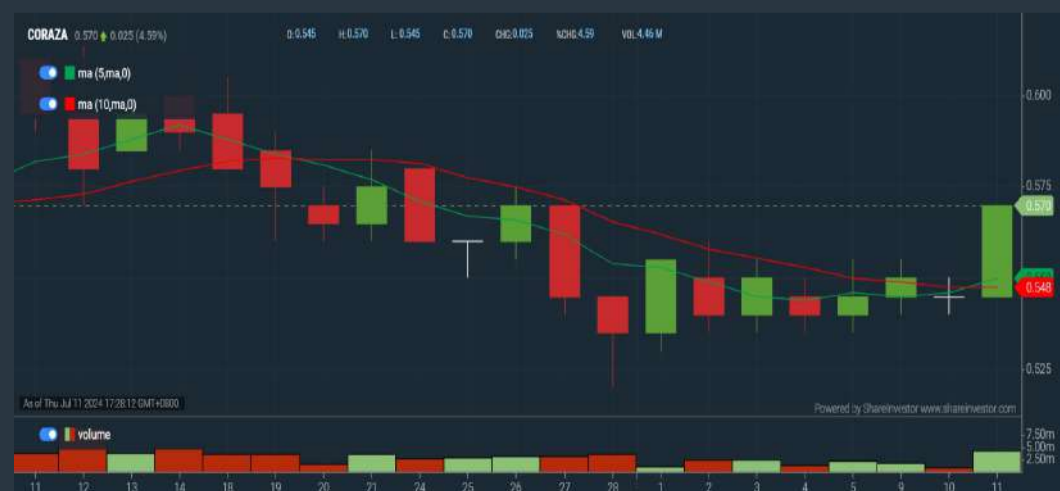 CORAZA 0.570 0.025 (4.59%) O:0.545 H:0.570 L:0.545 C:0.570 CHG:0.025 %CHG:4.59 VOL:4.46 M
ma (5,ma,0)
ma (10,ma,0)
0.600
0.575
0.570
0.548
0.525
As of Thu Jul 11 2024 17:28:12 GMT+0800
Powered by ShareInvestor www.shareinvestor.com
volume
7.50m
5.00m
2.50m
11 12 13 14 18 19 20 21 24 25 26 27 28 1 2 3 4 5 9 10 11